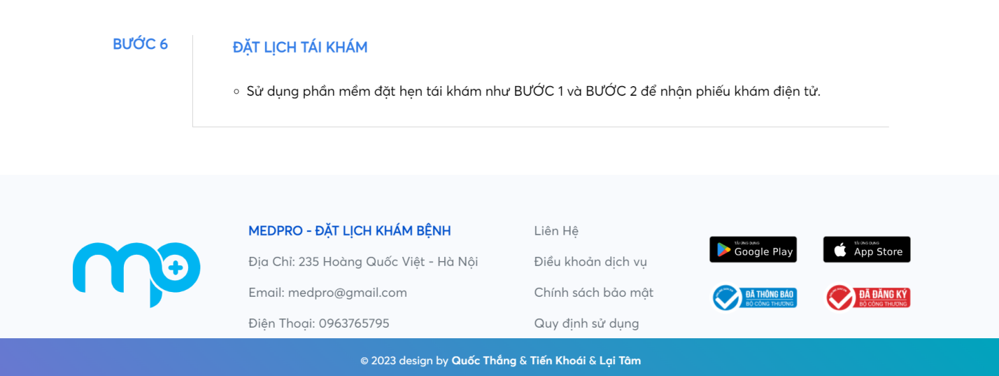 BƯỚC 6
ĐẶT LỊCH TÁI KHÁM
Sử dụng phần mềm đặt hẹn tái khám như BƯỚC 1 và BƯỚC 2 để nhận phiếu khám điện tử.
mp
MEDPRO - ĐẶT LỊCH KHÁM BỆNH
Địa Chỉ: 235 Hoàng Quốc Việt - Hà Nội
Email: medpro@gmail.com
Điện Thoại: 0963765795
Liên Hệ
Điều khoản dịch vụ
Chính sách bảo mật
Quy định sử dụng
TẢI ỨNG DỤNG
Google Play
TẢI ỨNG DỤNG
App Store
ĐÃ THÔNG BÁO
BỘ CÔNG THƯƠNG
ĐÃ ĐĂNG KÝ
BỘ CÔNG THƯƠNG
© 2023 design by Quốc Thắng & Tiến Khoái & Lại Tâm